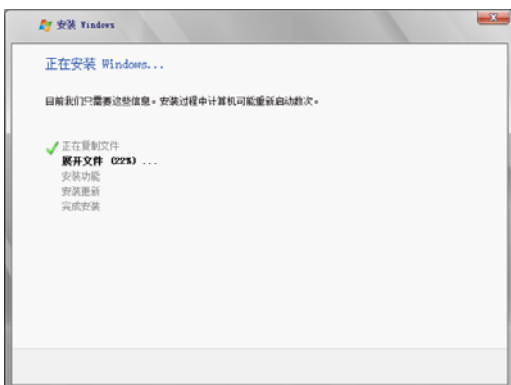 安装 Windows
正在安装 Windows...
目前我们只需要这些信息。安装过程中计算机可能重新启动数次。
正在复制文件
展开文件 (22%) ...
安装功能
安装更新
完成安装